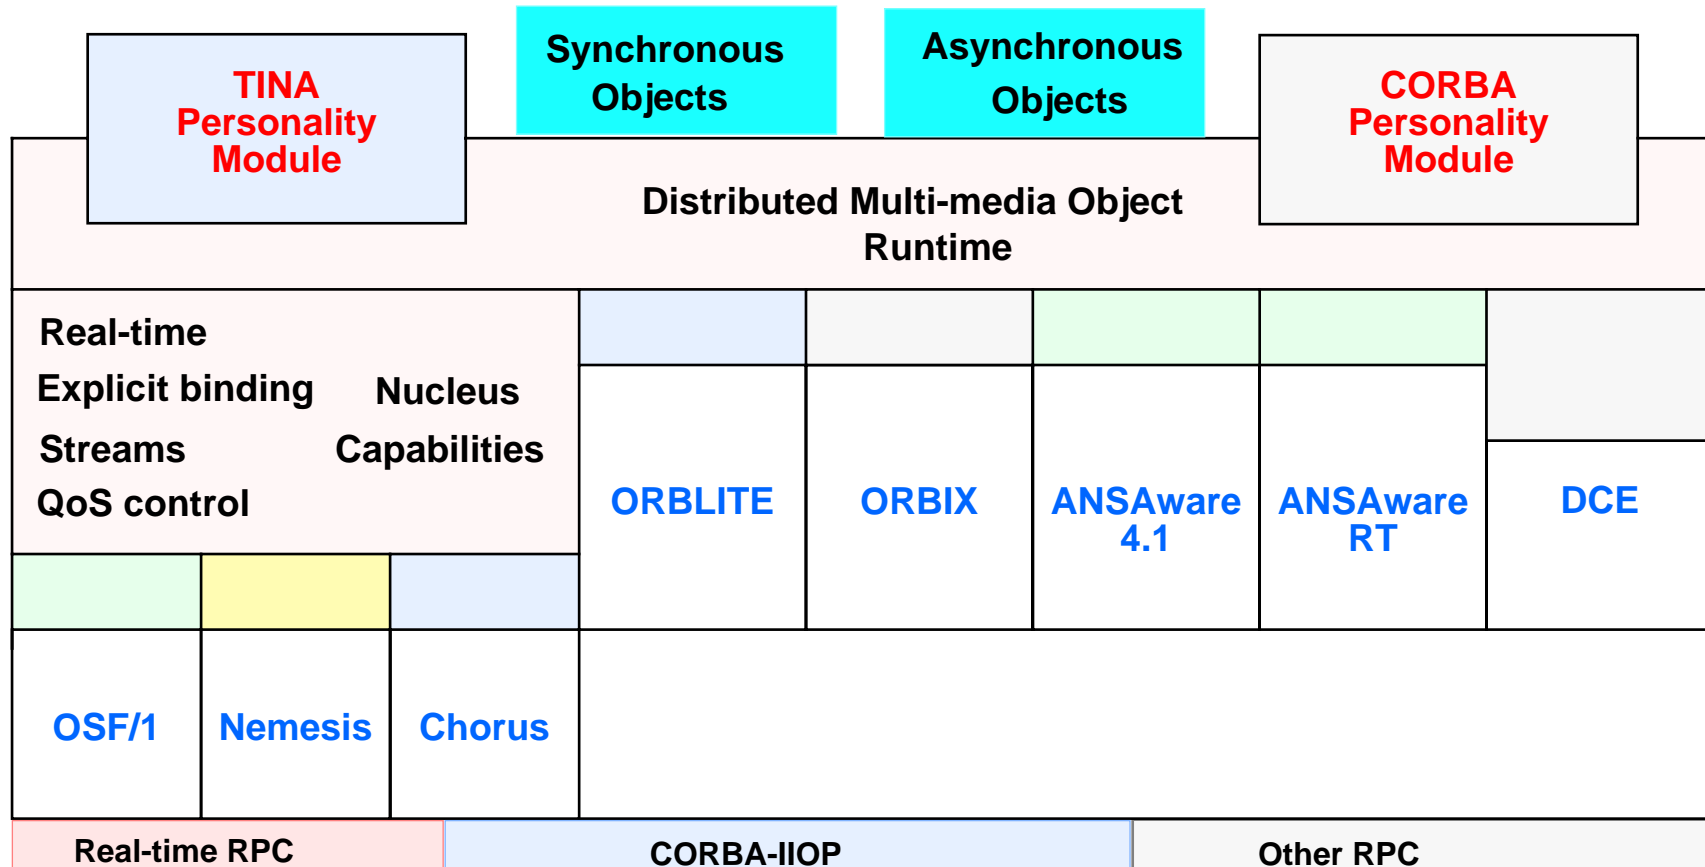 TINA
Personality
Module
Synchronous
Objects
Asynchronous
Objects
CORBA
Personality
Module
Distributed Multi-media Object
Runtime
Real-time
Explicit binding
Streams
QoS control
Nucleus
Capabilities
ORBLITE
ORBIX
ANSAware
4.1
ANSAware
RT
DCE
OSF/1
Nemesis
Chorus
Real-time RPC
CORBA-IIOP
Other RPC